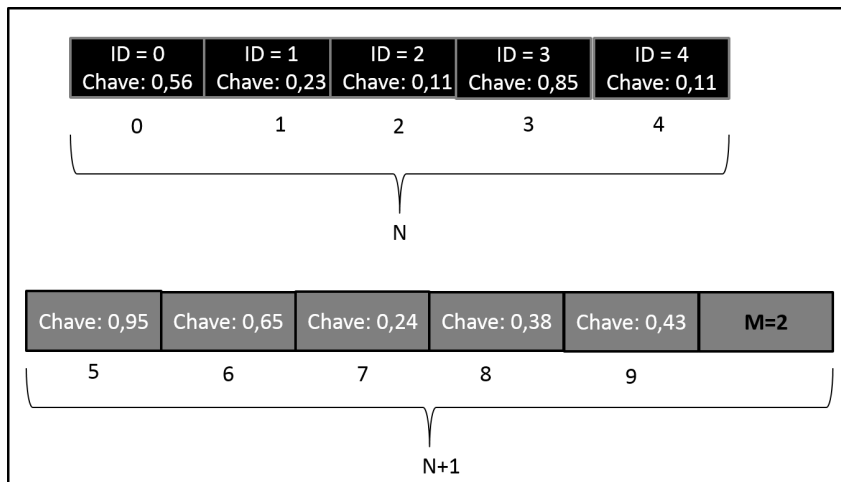 ID = 0 ID = 1 ID = 2 ID = 3 ID = 4
Chave: 0,56 Chave: 0,23 Chave: 0,11 Chave: 0,85 Chave: 0,11
0 1 2 3 4
N
Chave: 0,95 Chave: 0,65 Chave: 0,24 Chave: 0,38 Chave: 0,43 M=2
5 6 7 8 9
N+1